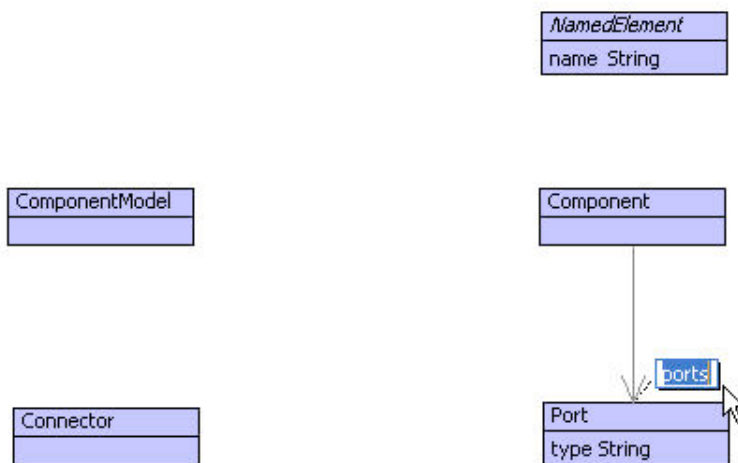 NamedElement
name String
ComponentModel
Component
ports
Connector
Port
type String